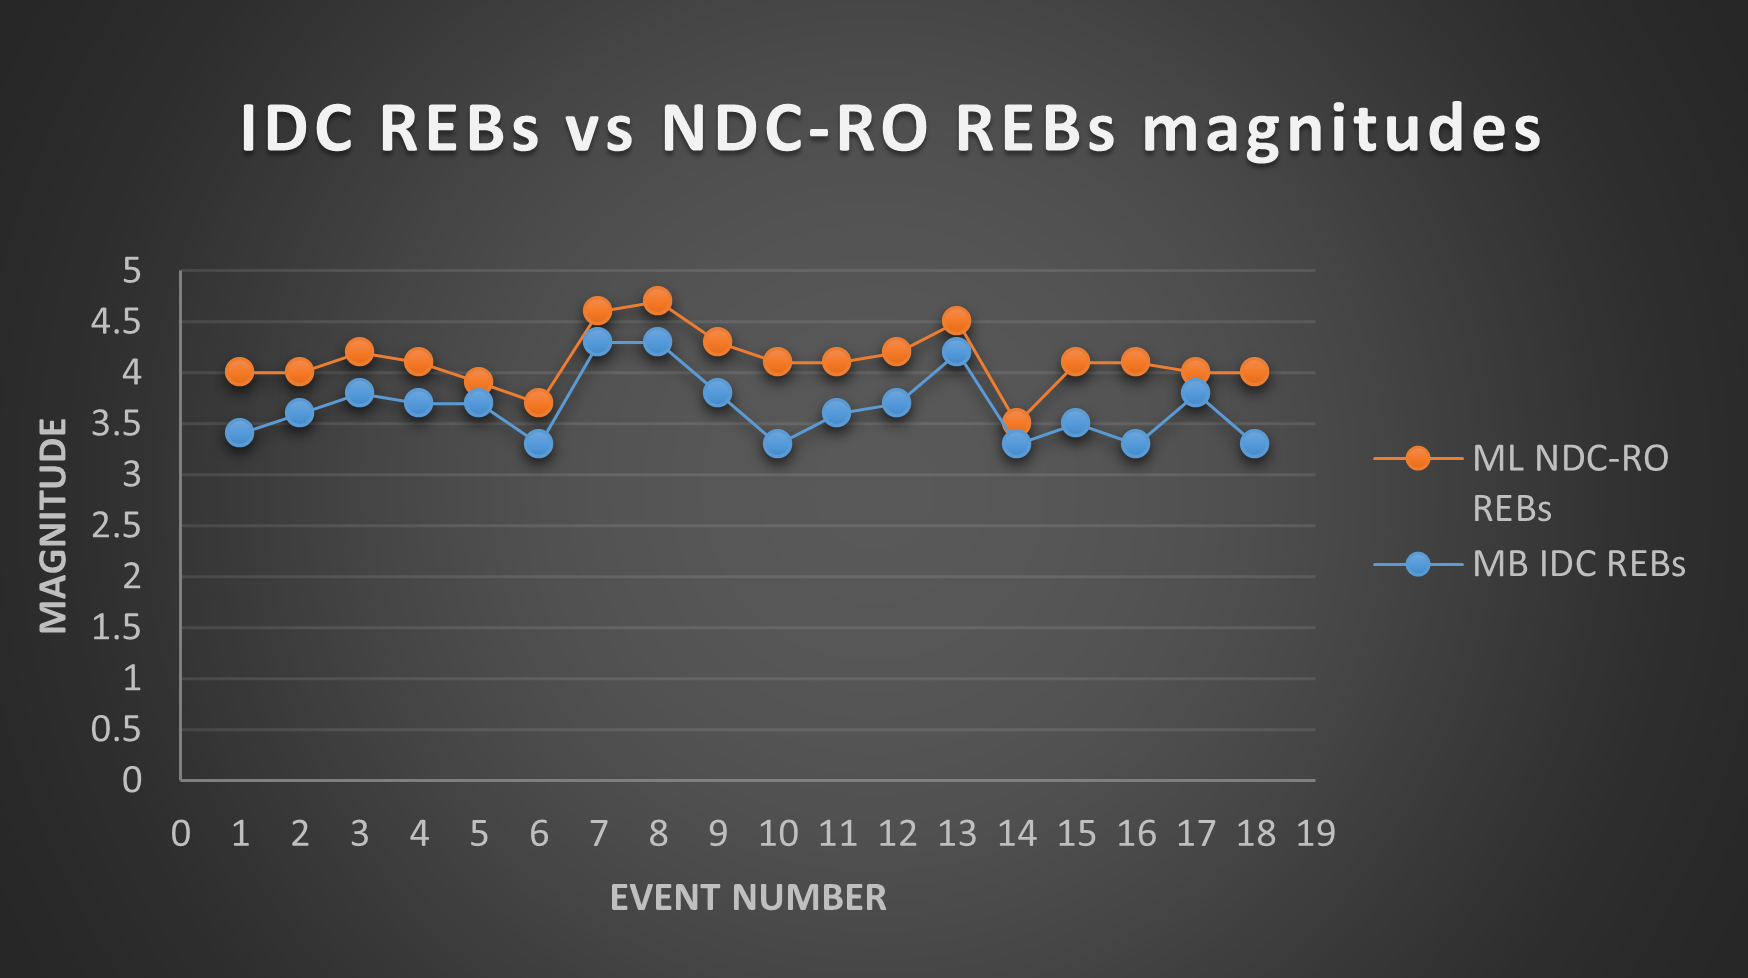 IDC REBs vs NDC-RO REBs magnitudes
5
4.5
4
3.5
3
2.5
2
1.5
1
0.5
0
MAGNITUDE
0 1 2 3 4 5 6 7 8 9 10 11 12 13 14 15 16 17 18 19
EVENT NUMBER
ML NDC-RO
REBs
MB IDC REBs